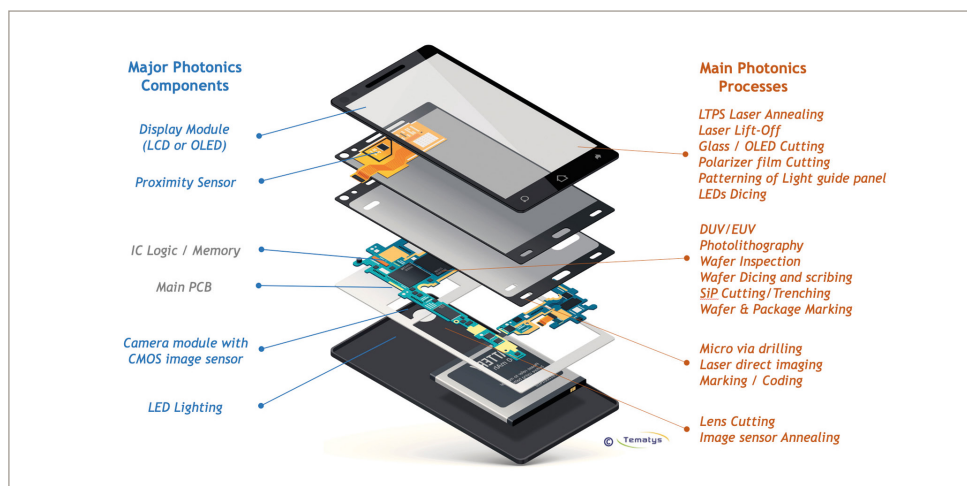 Major Photonics
Components
Display Module
(LCD or OLED)
Proximity Sensor
IC Logic / Memory
Main PCB
Camera module with
CMOS image sensor
LED Lighting
Main Photonics
Processes
LTPS Laser Annealing
Laser Lift-Off
Glass / OLED Cutting
Polarizer film Cutting
Patterning of Light guide panel
LEDs Dicing
DUV/EUV
Photolithography
Wafer Inspection
Wafer Dicing and scribing
SiP Cutting/Trenching
Wafer & Package Marking
Micro via drilling
Laser direct imaging
Marking / Coding
Lens Cutting
Image sensor Annealing
© Tematys